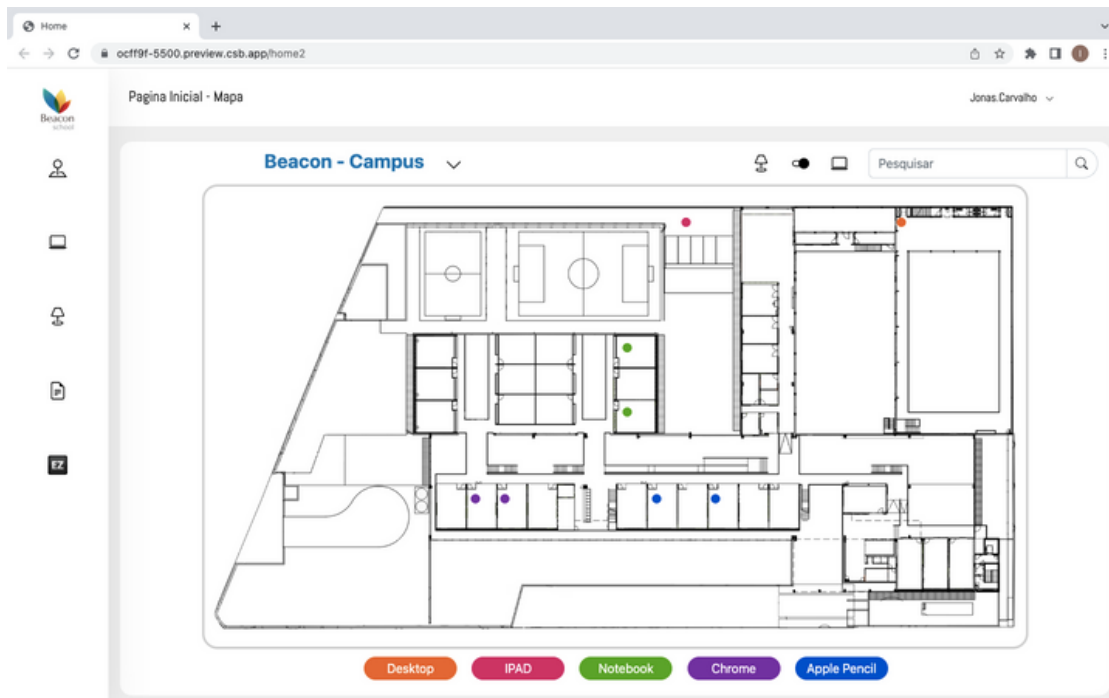 Home
ocff9f-5500.preview.csb.app/home2
Beacon
school
Pagina Inicial - Mapa
Jonas.Carvalho
Beacon - Campus
Pesquisar
EZ
Desktop
IPAD
Notebook
Chrome
Apple Pencil